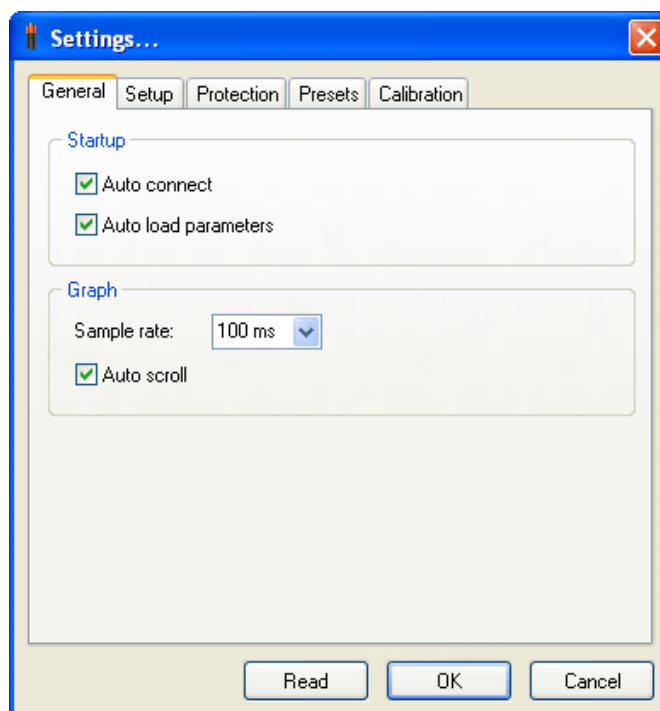 Settings...
General Setup Protection Presets Calibration
Startup
Auto connect
Auto load parameters
Graph
Sample rate: 100 ms
Auto scroll
Read OK Cancel